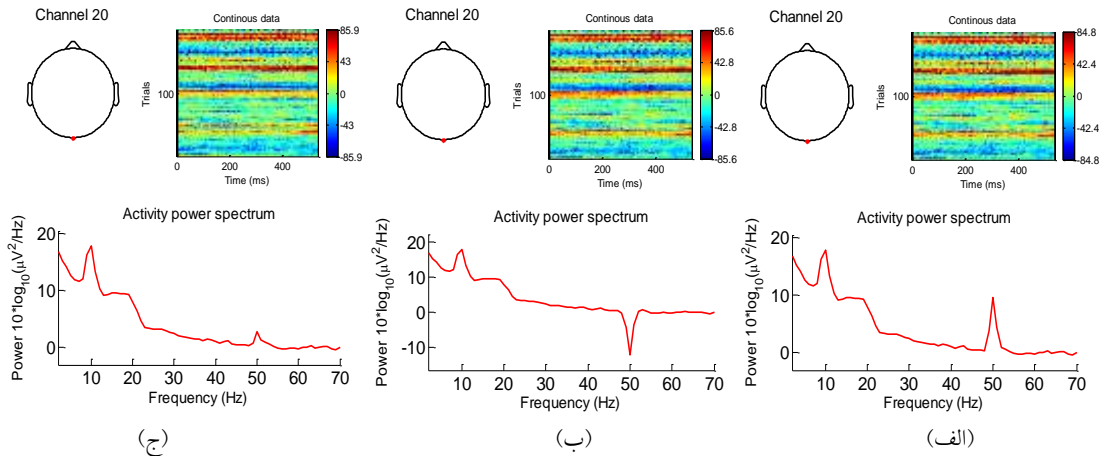 Channel 20
Continous data
Trials
100
85.9
43
0
-43
-85.9
0 200 400
Time (ms)
Activity power spectrum
Power 10*log10(µV2/Hz)
20
10
0
10 20 30 40 50 60 70
Frequency (Hz)
(ج)
Channel 20
Continous data
Trials
100
85.6
42.8
0
-42.8
-85.6
0 200 400
Time (ms)
Activity power spectrum
Power 10*log10(µV2/Hz)
20
10
0
-10
10 20 30 40 50 60 70
Frequency (Hz)
(ب)
Channel 20
Continous data
Trials
100
84.8
42.4
0
-42.4
-84.8
0 200 400
Time (ms)
Activity power spectrum
Power 10*log10(µV2/Hz)
20
10
0
10 20 30 40 50 60 70
Frequency (Hz)
(الف)